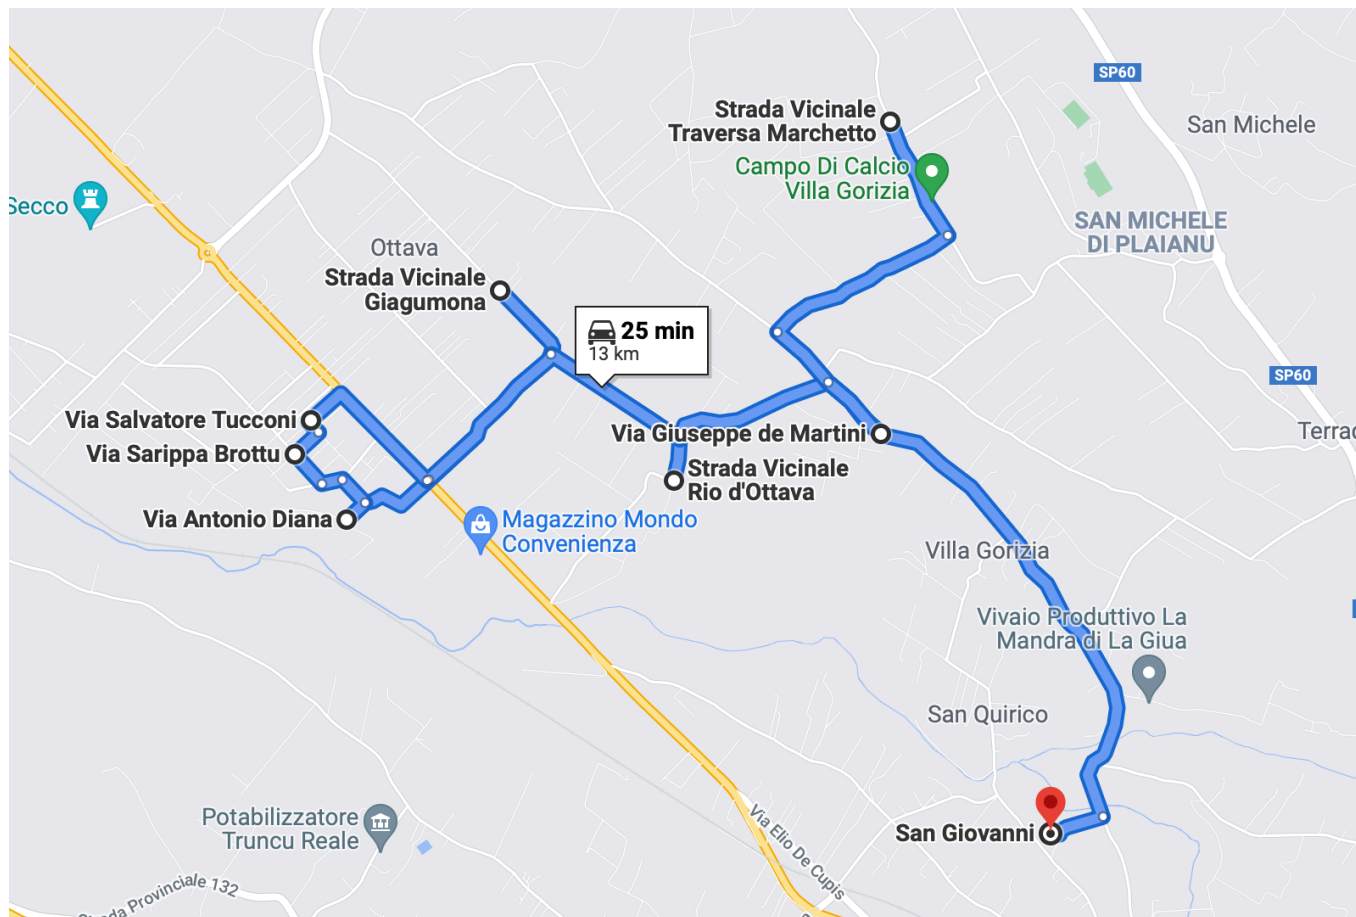 SP60
Strada Vicinale
Traversa Marchetto
San Michele
Campo Di Calcio
Villa Gorizia
Secco
SAN MICHELE
DI PLAIANU
Ottava
Strada Vicinale
Giagumona
25 min
13 km
SP60
Via Salvatore Tucconi
Via Giuseppe de Martini
Via Sarippa Brottu
Strada Vicinale
Rio d'Ottava
Via Antonio Diana
Magazzino Mondo
Convenienza
Villa Gorizia
Vivaio Produttivo La
Mandra di La Giua
San Quirico
Potabilizzatore
Truncu Reale
Via Elio De Cupis
San Giovanni
Provinciale 132